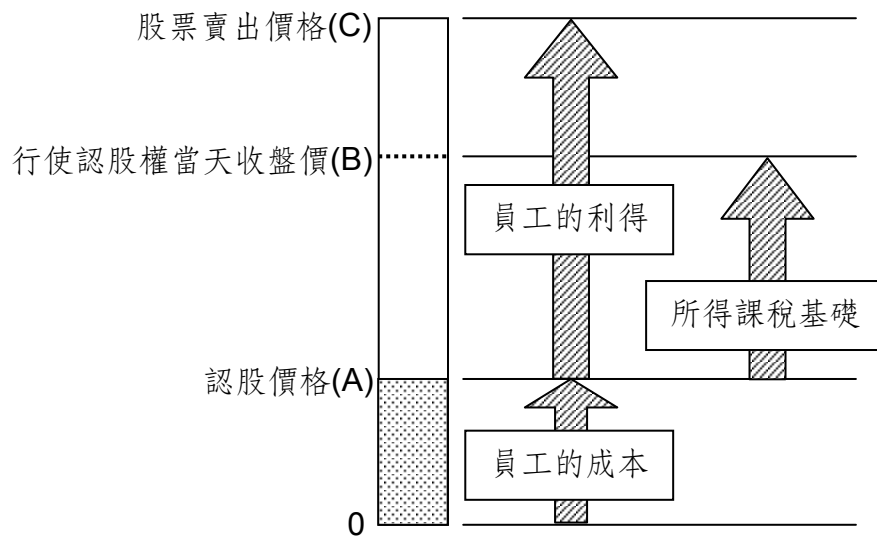 股票賣出價格(C)
行使認股權當天收盤價(B)
員工的利得
所得課稅基礎
認股價格(A)
員工的成本
0